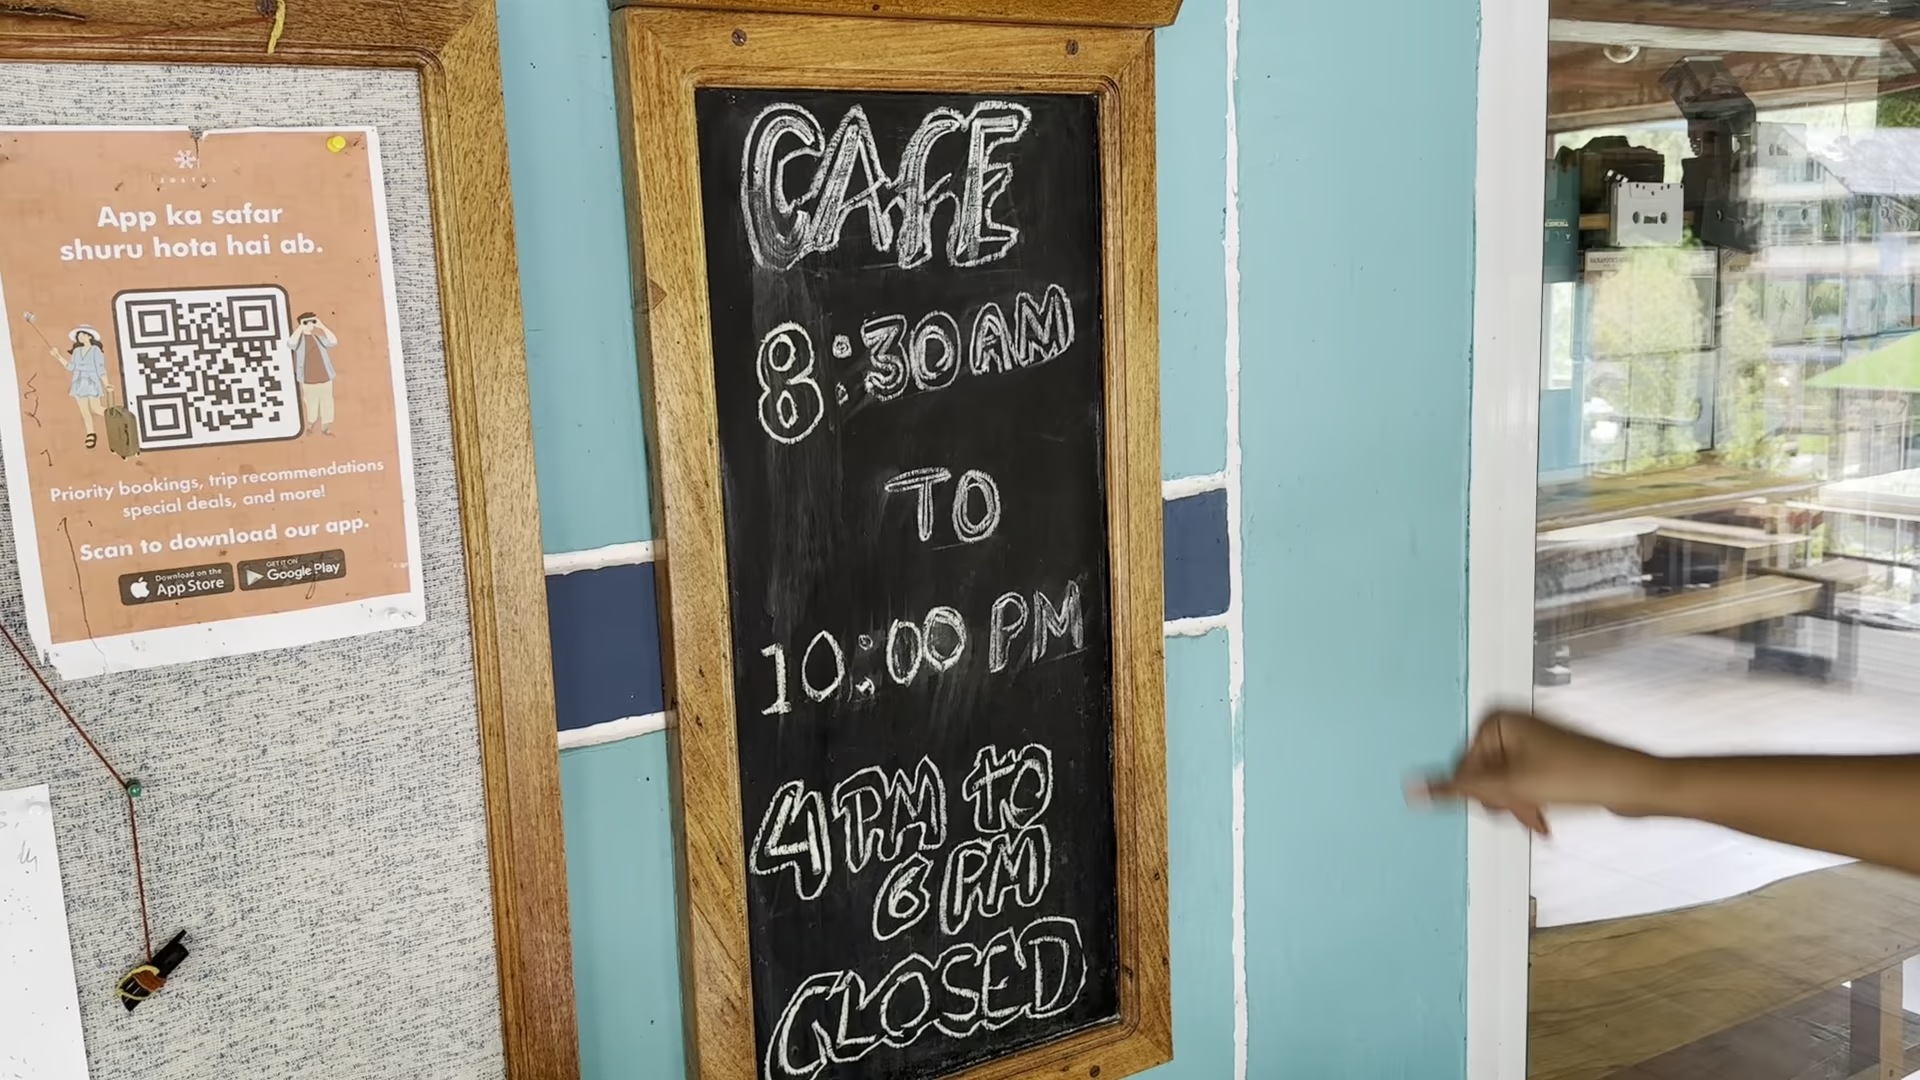 App ka safar
shuru hota hai ab.
Priority bookings, trip recommendations
special deals, and more!
Scan to download our app.
Download on the
App Store
GET IT ON
Google Play
CAFE
8:30 AM
TO
10:00 PM
4 PM to
6 PM
CLOSED